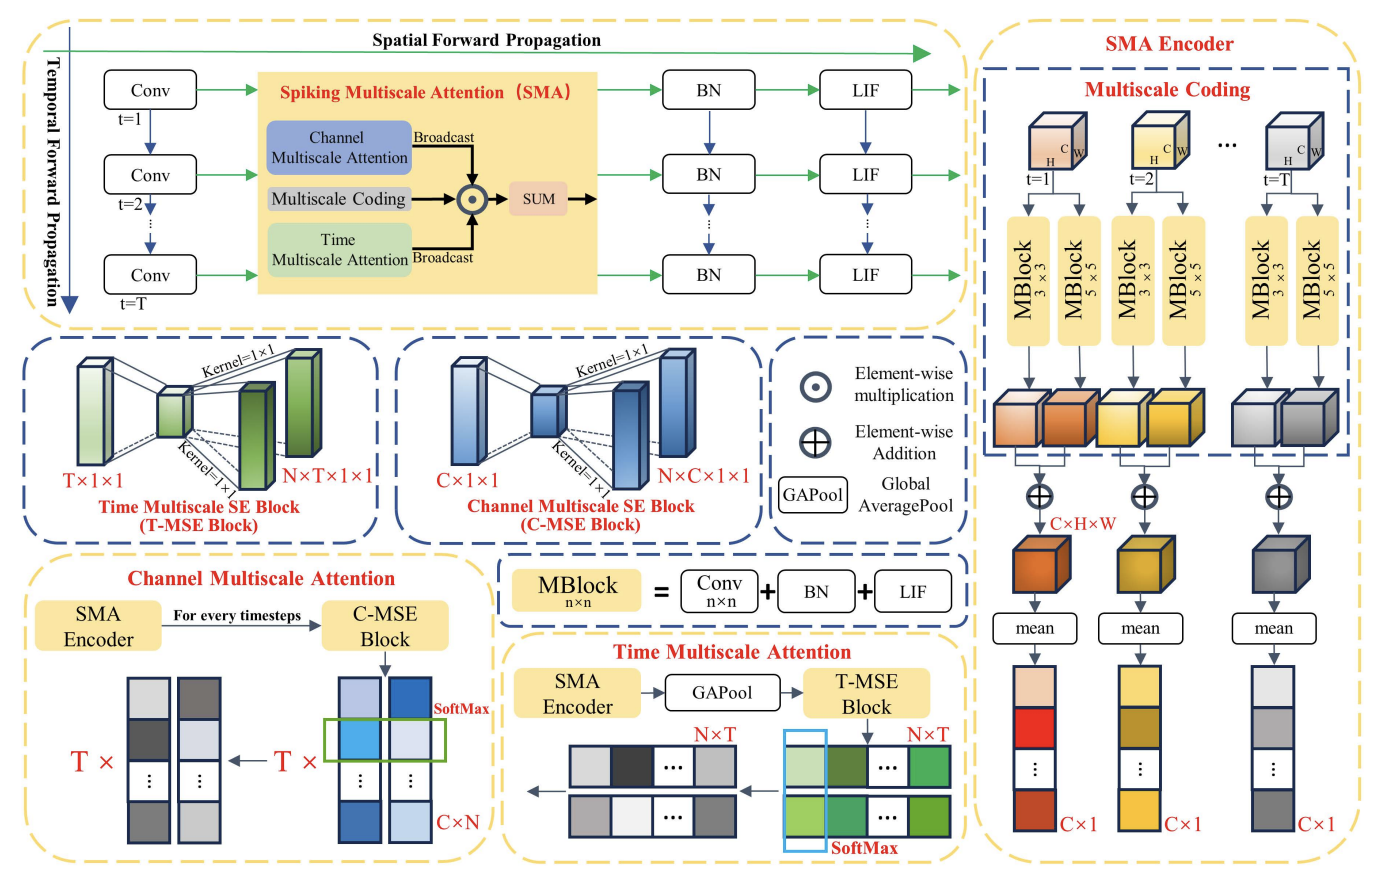 Spatial Forward Propagation
Temporal Forward Propagation
Conv
t=1
Conv
t=2
...
Conv
t=T
Spiking Multiscale Attention (SMA)
Channel
Multiscale Attention
Broadcast
Multiscale Coding
SUM
Time
Multiscale Attention
Broadcast
BN
LIF
BN
LIF
...
...
BN
LIF
SMA Encoder
Multiscale Coding
H C W
t=1
H C W
t=2
...
H C W
t=T
MBlock
3 × 3
MBlock
5 × 5
MBlock
3 × 3
MBlock
5 × 5
MBlock
3 × 3
MBlock
5 × 5
C×H×W
mean
mean
mean
...
...
...
C×1
C×1
C×1
Kernel=1×1
Kernel=1×1
T×1×1
N×T×1×1
Time Multiscale SE Block
(T-MSE Block)
Kernel=1×1
Kernel=1×1
C×1×1
N×C×1×1
Channel Multiscale SE Block
(C-MSE Block)
Element-wise
multiplication
Element-wise
Addition
GAPool
Global
AveragePool
MBlock
n×n
=
Conv
n×n
+
BN
+
LIF
Channel Multiscale Attention
SMA
Encoder
For every timesteps
C-MSE
Block
SoftMax
T ×
T ×
...
...
...
...
C×N
Time Multiscale Attention
SMA
Encoder
GAPool
T-MSE
Block
N×T
N×T
...
...
...
...
SoftMax